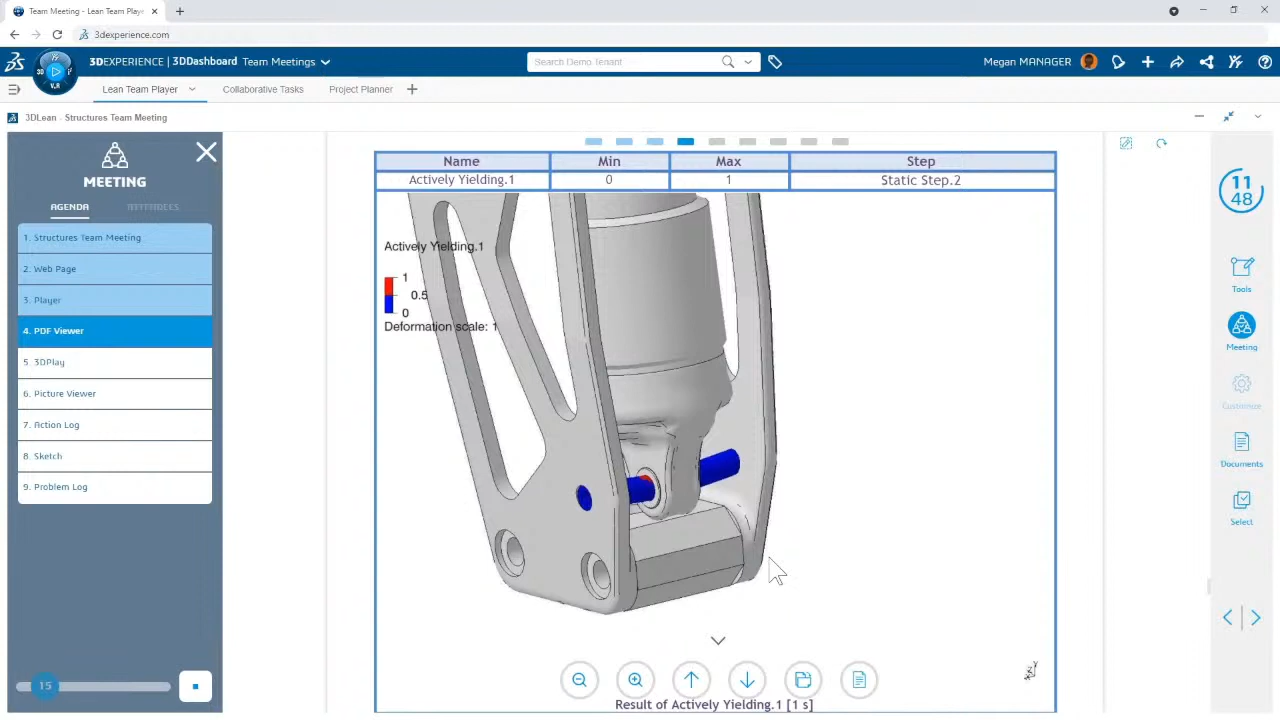 Team Meeting - Lean Team Playe
3dexperience.com
3DEXPERIENCE | 3DDashboard Team Meetings
Search Demo Tenant
Megan MANAGER
3D
V.R
Lean Team Player
Collaborative Tasks
Project Planner
3DLean - Structures Team Meeting
MEETING
AGENDA
ATTENDEES
1. Structures Team Meeting
2. Web Page
3. Player
4. PDF Viewer
5. 3DPlay
6. Picture Viewer
7. Action Log
8. Sketch
9. Problem Log
15
Name Min Max Step
Actively Yielding.1 0 1 Static Step.2
Actively Yielding.1
1
0.5
0
Deformation scale: 1
Result of Actively Yielding.1 [1 s]
11
48
Tools
Meeting
Customize
Documents
Select